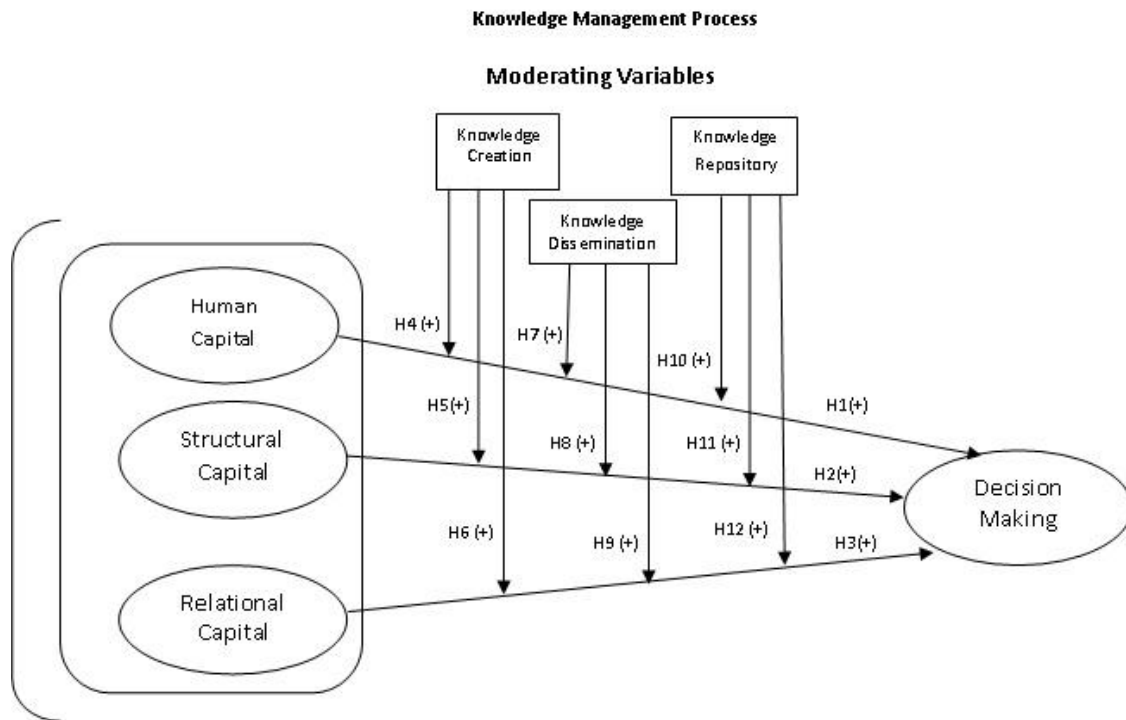 Knowledge Management Process
Moderating Variables
Knowledge
Creation
Knowledge
Repository
Knowledge
Dissemination
Human
Capital
H4 (+)
H7 (+)
H10 (+)
H1(+)
H5(+)
Structural
Capital
H8 (+)
H11 (+)
H2(+)
Decision
Making
H6 (+)
H9 (+)
H12 (+)
H3(+)
Relational
Capital